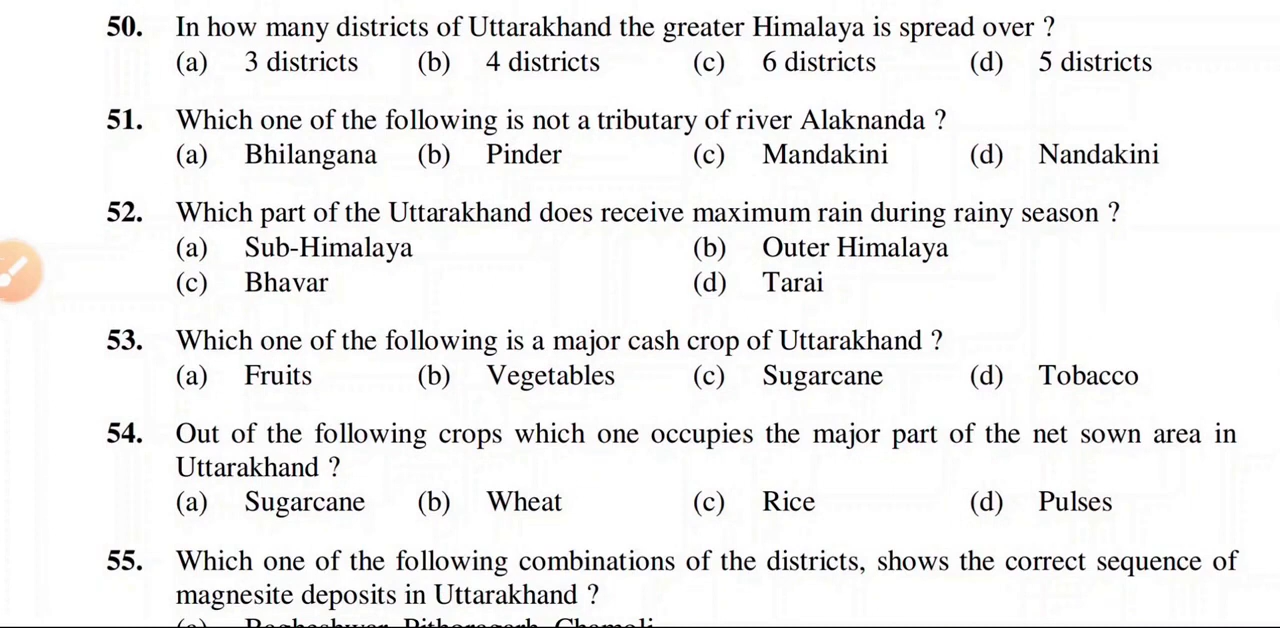 50. In how many districts of Uttarakhand the greater Himalaya is spread over ?
(a) 3 districts (b) 4 districts (c) 6 districts (d) 5 districts
51. Which one of the following is not a tributary of river Alaknanda ?
(a) Bhilangana (b) Pinder (c) Mandakini (d) Nandakini
52. Which part of the Uttarakhand does receive maximum rain during rainy season ?
(a) Sub-Himalaya (b) Outer Himalaya
(c) Bhavar (d) Tarai
53. Which one of the following is a major cash crop of Uttarakhand ?
(a) Fruits (b) Vegetables (c) Sugarcane (d) Tobacco
54. Out of the following crops which one occupies the major part of the net sown area in
Uttarakhand ?
(a) Sugarcane (b) Wheat (c) Rice (d) Pulses
55. Which one of the following combinations of the districts, shows the correct sequence of
magnesite deposits in Uttarakhand ?
(a) Bagheshwar, Pithoragarh, Chamoli